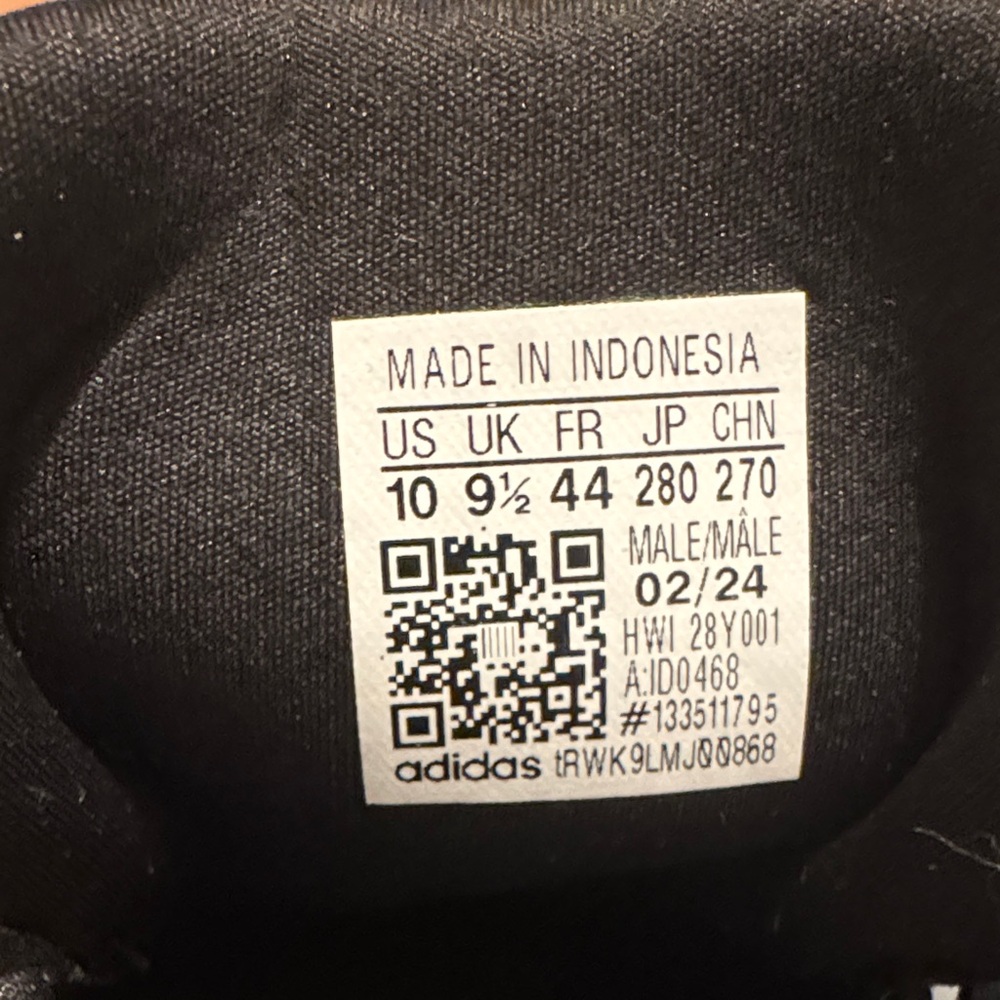 MADE IN INDONESIA
US UK FR JP CHN
10 9½ 44 280 270
MALE/MÂLE
02/24
HWI 28Y001
A:ID0468
#133511795
adidas tRWK9LMJ00868